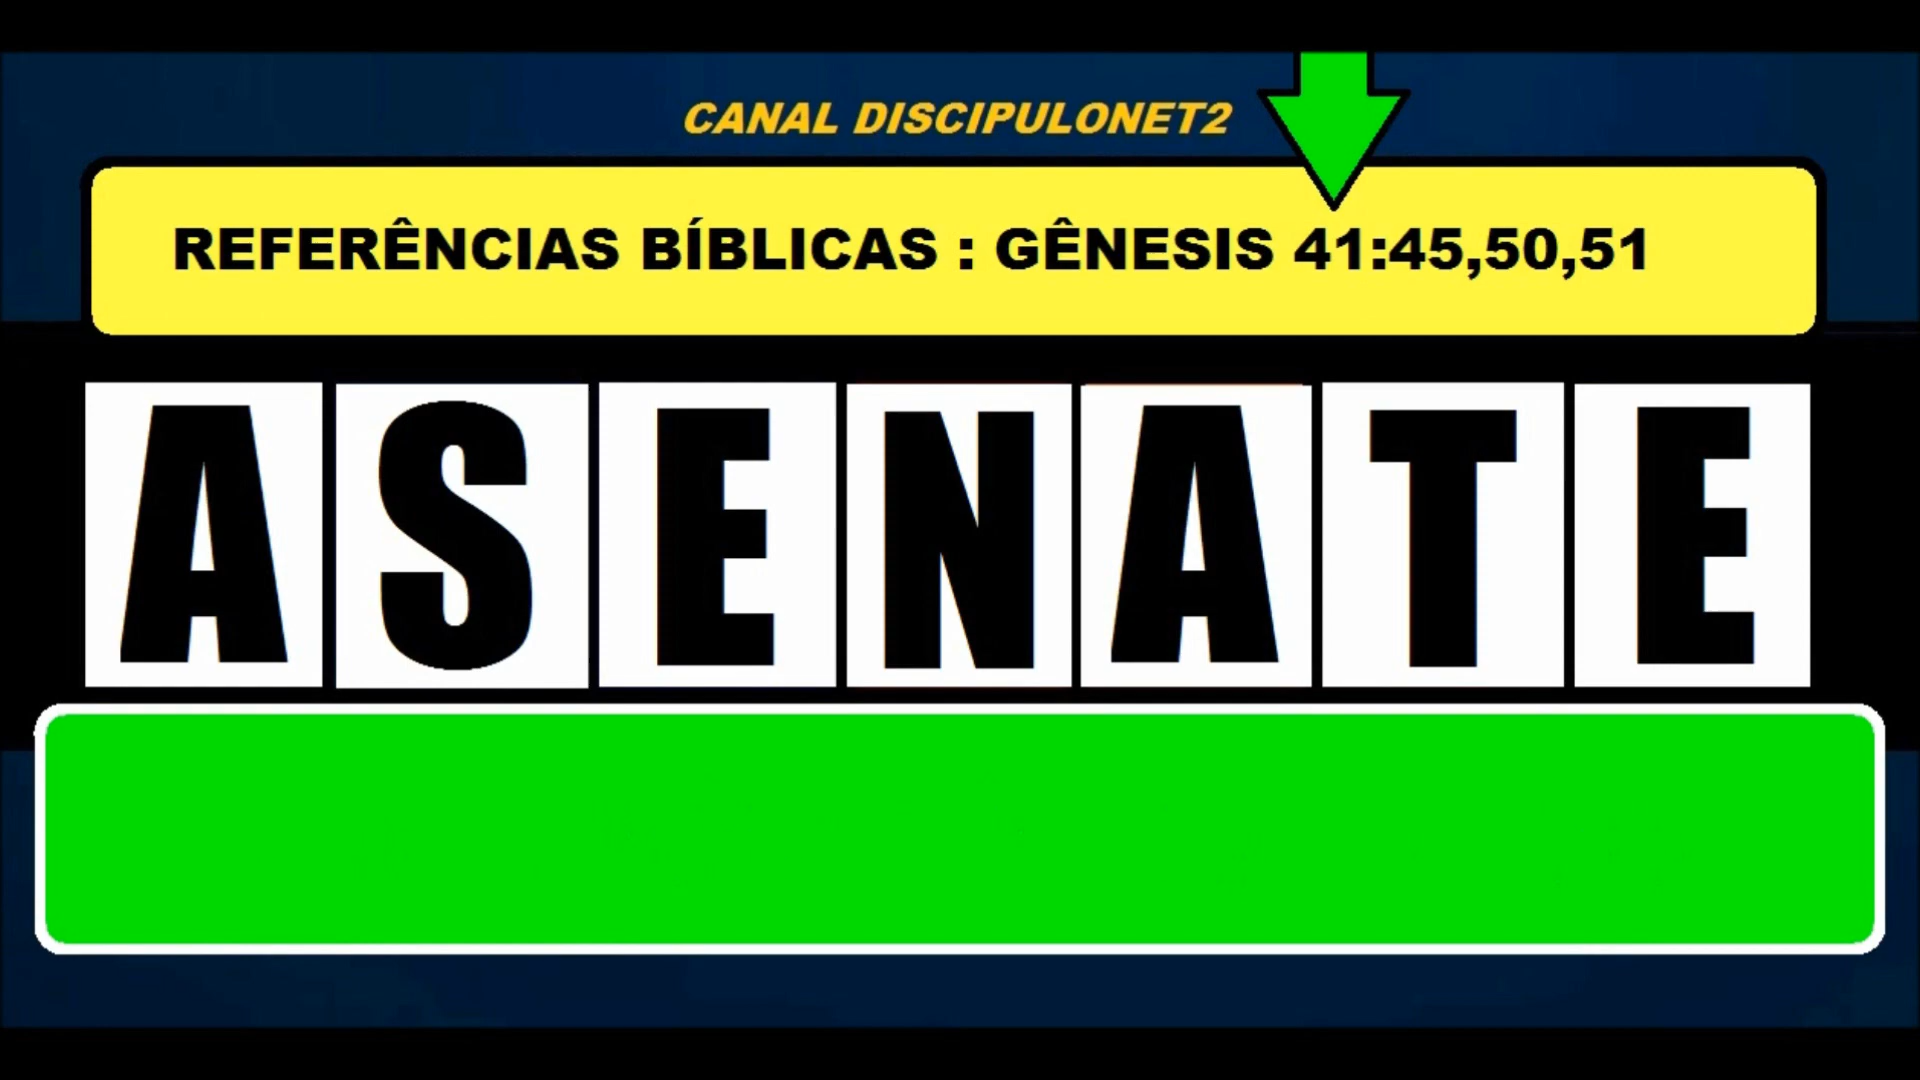 CANAL DISCIPULONET2
REFERÊNCIAS BÍBLICAS : GÊNESIS 41:45,50,51
ASENATE